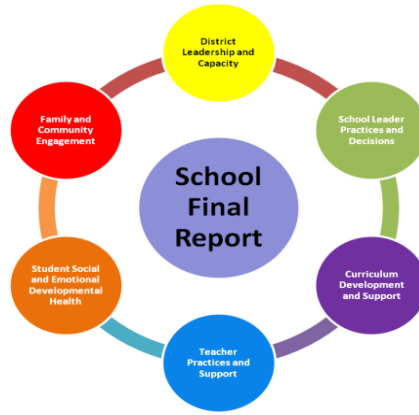 District
Leadership and
Capacity
School Leader
Practices and
Decisions
Curriculum
Development
and Support
Teacher
Practices and
Support
Student Social
and Emotional
Developmental
Health
Family and
Community
Engagement
School
Final
Report